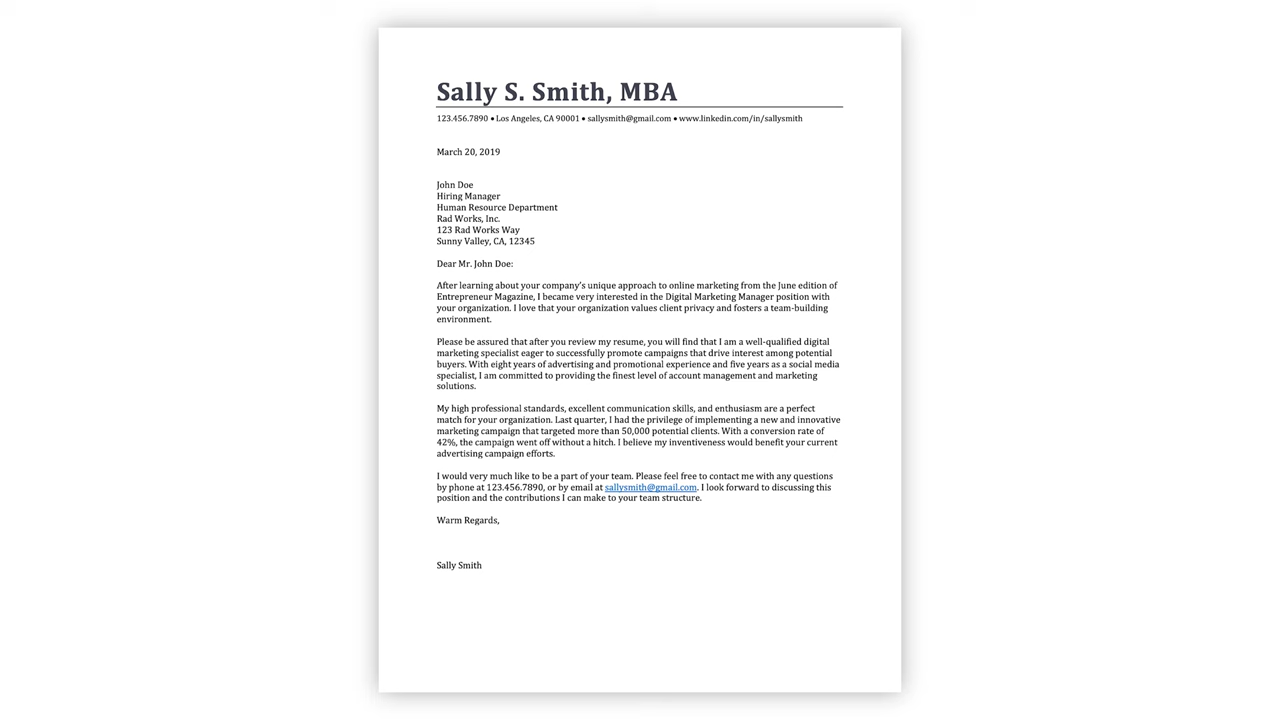 Sally S. Smith, MBA
123.456.7890 • Los Angeles, CA 90001 • sallysmith@gmail.com • www.linkedin.com/in/sallysmith
March 20, 2019
John Doe
Hiring Manager
Human Resource Department
Rad Works, Inc.
123 Rad Works Way
Sunny Valley, CA, 12345
Dear Mr. John Doe:
After learning about your company's unique approach to online marketing from the June edition of
Entrepreneur Magazine, I became very interested in the Digital Marketing Manager position with
your organization. I love that your organization values client privacy and fosters a team-building
environment.
Please be assured that after you review my resume, you will find that I am a well-qualified digital
marketing specialist eager to successfully promote campaigns that drive interest among potential
buyers. With eight years of advertising and promotional experience and five years as a social media
specialist, I am committed to providing the finest level of account management and marketing
solutions.
My high professional standards, excellent communication skills, and enthusiasm are a perfect
match for your organization. Last quarter, I had the privilege of implementing a new and innovative
marketing campaign that targeted more than 50,000 potential clients. With a conversion rate of
42%, the campaign went off without a hitch. I believe my inventiveness would benefit your current
advertising campaign efforts.
I would very much like to be a part of your team. Please feel free to contact me with any questions
by phone at 123.456.7890, or by email at sallysmith@gmail.com. I look forward to discussing this
position and the contributions I can make to your team structure.
Warm Regards,
Sally Smith